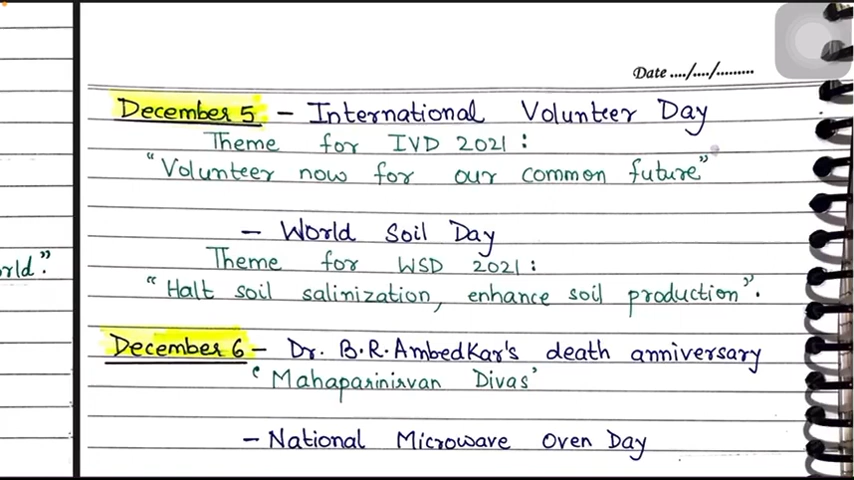 Date ..../..../.........
December 5 - International Volunteer Day
Theme for IVD 2021 :
"Volunteer now for our common future"
- World Soil Day
rld."
Theme for WSD 2021 :
"Halt soil salinization, enhance soil production".
December 6 - Dr. B.R. Ambedkar's death anniversary
'Mahaparinirvan Divas'
- National Microwave Oven Day